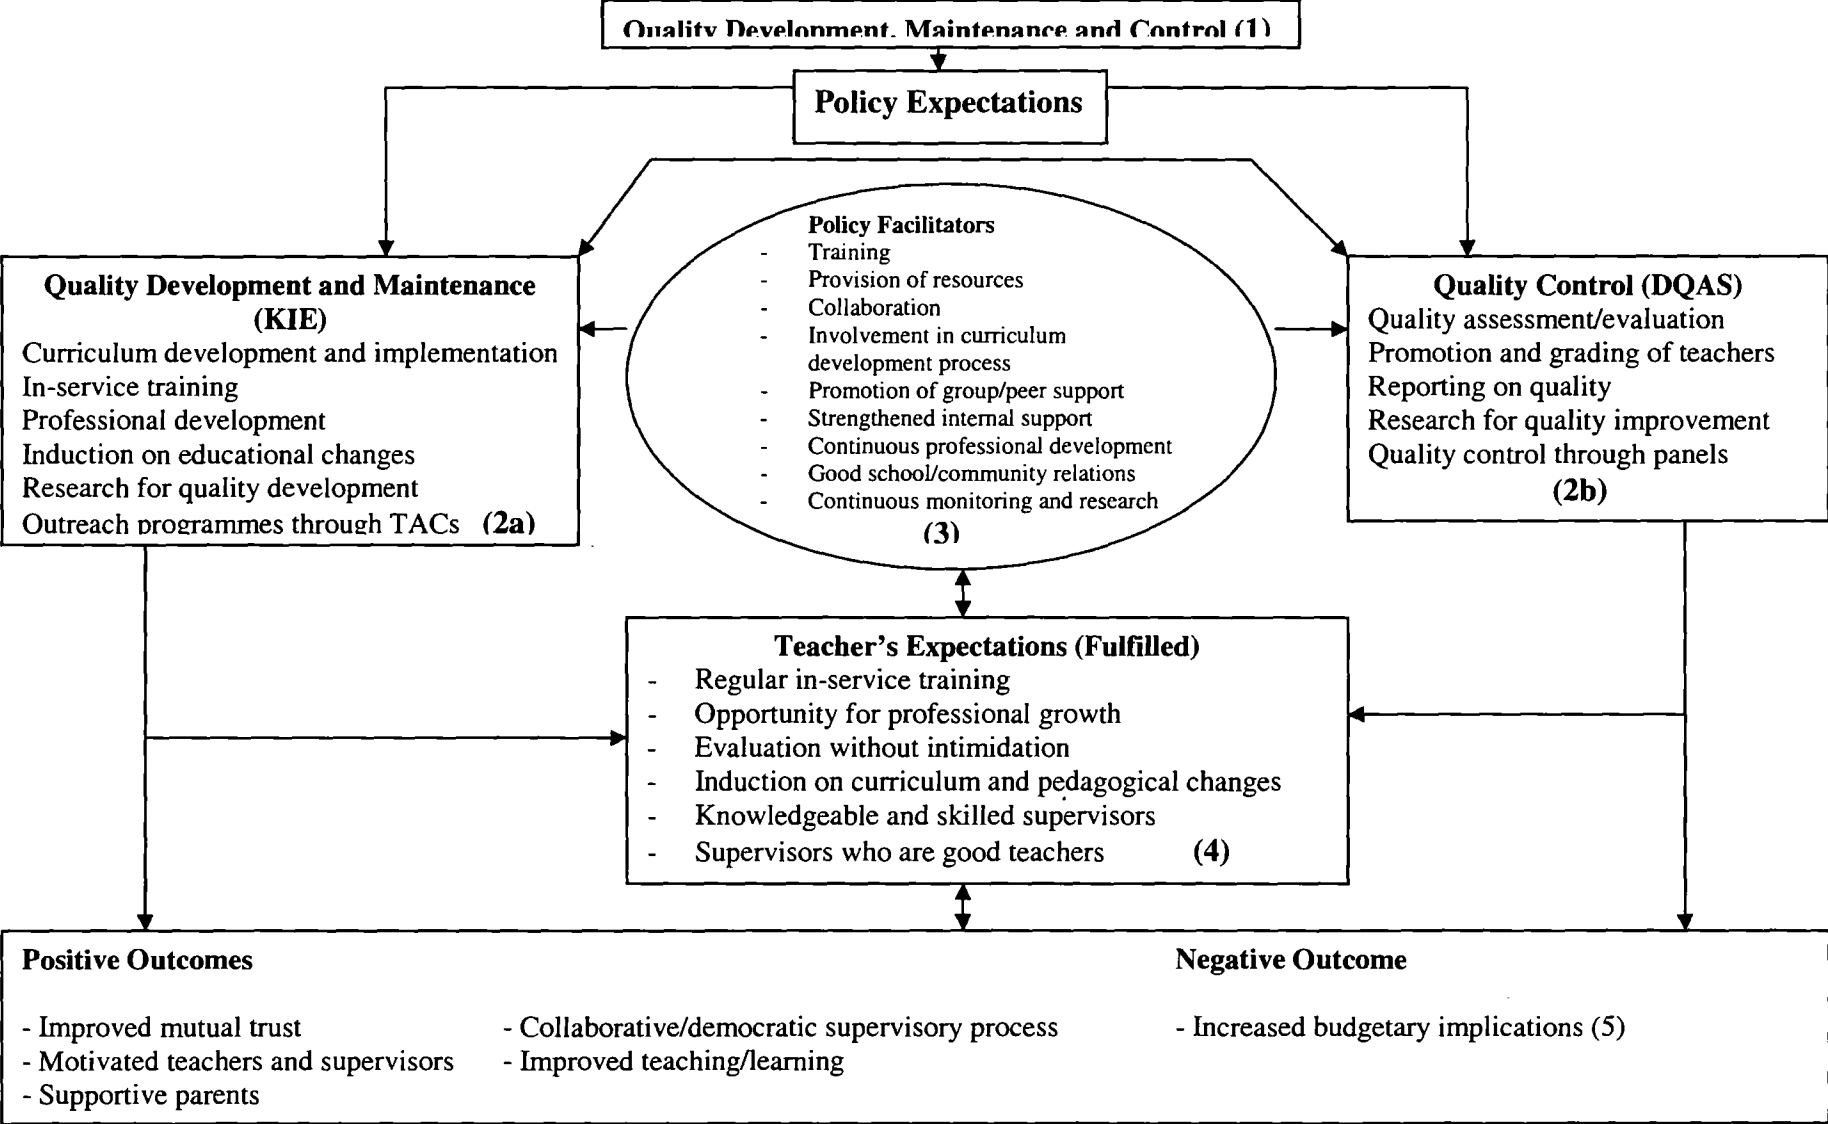 Quality Development, Maintenance and Control (1)
Policy Expectations
Policy Facilitators
- Training
- Provision of resources
- Collaboration
- Involvement in curriculum
development process
- Promotion of group/peer support
- Strengthened internal support
- Continuous professional development
- Good school/community relations
- Continuous monitoring and research
(3)
Quality Development and Maintenance
(KIE)
Curriculum development and implementation
In-service training
Professional development
Induction on educational changes
Research for quality development
Outreach programmes through TACs (2a)
Quality Control (DQAS)
Quality assessment/evaluation
Promotion and grading of teachers
Reporting on quality
Research for quality improvement
Quality control through panels
(2b)
Teacher's Expectations (Fulfilled)
- Regular in-service training
- Opportunity for professional growth
- Evaluation without intimidation
- Induction on curriculum and pedagogical changes
- Knowledgeable and skilled supervisors
- Supervisors who are good teachers (4)
Positive Outcomes
- Improved mutual trust
- Motivated teachers and supervisors
- Supportive parents
- Collaborative/democratic supervisory process
- Improved teaching/learning
Negative Outcome
- Increased budgetary implications (5)